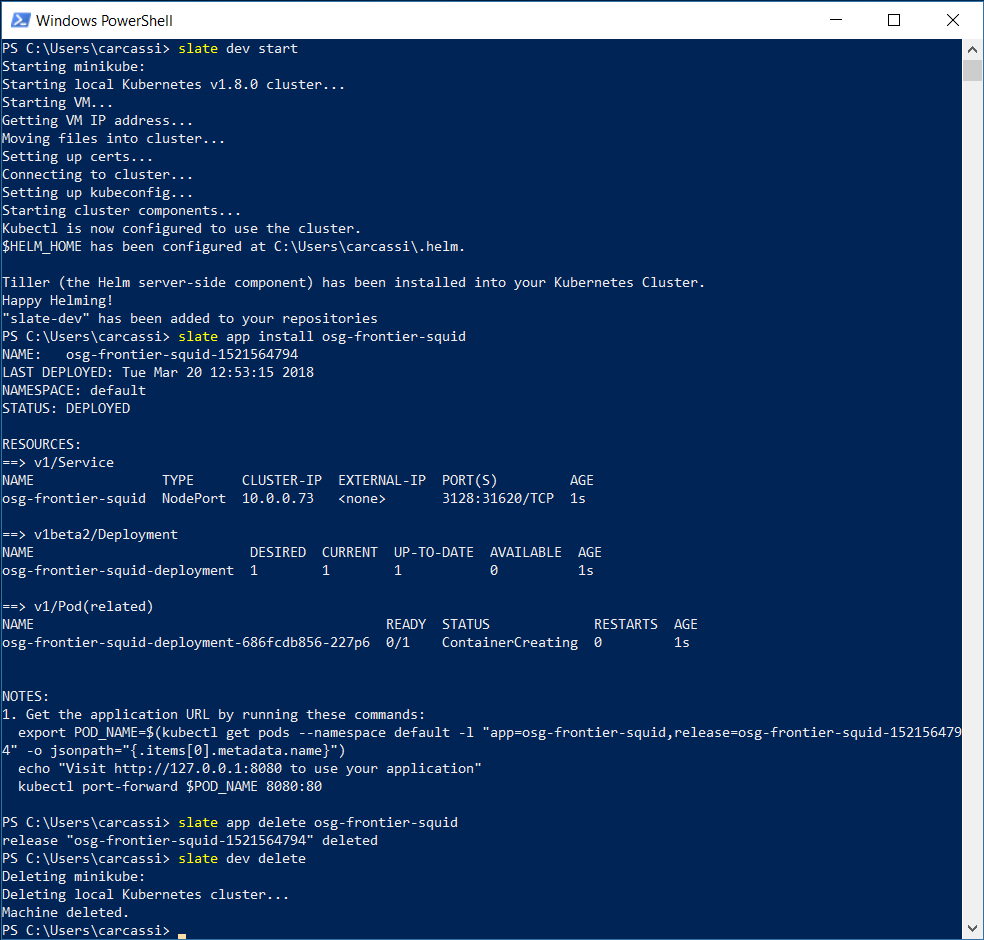 Windows PowerShell
PS C:\Users\carcassi> slate dev start
Starting minikube:
Starting local Kubernetes v1.8.0 cluster...
Starting VM...
Getting VM IP address...
Moving files into cluster...
Setting up certs...
Connecting to cluster...
Setting up kubeconfig...
Starting cluster components...
Kubectl is now configured to use the cluster.
$HELM_HOME has been configured at C:\Users\carcassi\.helm.

Tiller (the Helm server-side component) has been installed into your Kubernetes Cluster.
Happy Helming!
"slate-dev" has been added to your repositories
PS C:\Users\carcassi> slate app install osg-frontier-squid
NAME:   osg-frontier-squid-1521564794
LAST DEPLOYED: Tue Mar 20 12:53:15 2018
NAMESPACE: default
STATUS: DEPLOYED

RESOURCES:
==> v1/Service
NAME                TYPE      CLUSTER-IP  EXTERNAL-IP  PORT(S)         AGE
osg-frontier-squid  NodePort  10.0.0.73   <none>       3128:31620/TCP  1s

==> v1beta2/Deployment
NAME                           DESIRED  CURRENT  UP-TO-DATE  AVAILABLE  AGE
osg-frontier-squid-deployment  1        1        1           0          1s

==> v1/Pod(related)
NAME                                            READY  STATUS             RESTARTS  AGE
osg-frontier-squid-deployment-686fcdb856-227p6  0/1    ContainerCreating  0         1s


NOTES:
1. Get the application URL by running these commands:
  export POD_NAME=$(kubectl get pods --namespace default -l "app=osg-frontier-squid,release=osg-frontier-squid-152156479
4" -o jsonpath="{.items[0].metadata.name}")
  echo "Visit http://127.0.0.1:8080 to use your application"
  kubectl port-forward $POD_NAME 8080:80

PS C:\Users\carcassi> slate app delete osg-frontier-squid
release "osg-frontier-squid-1521564794" deleted
PS C:\Users\carcassi> slate dev delete
Deleting minikube:
Deleting local Kubernetes cluster...
Machine deleted.
PS C:\Users\carcassi>